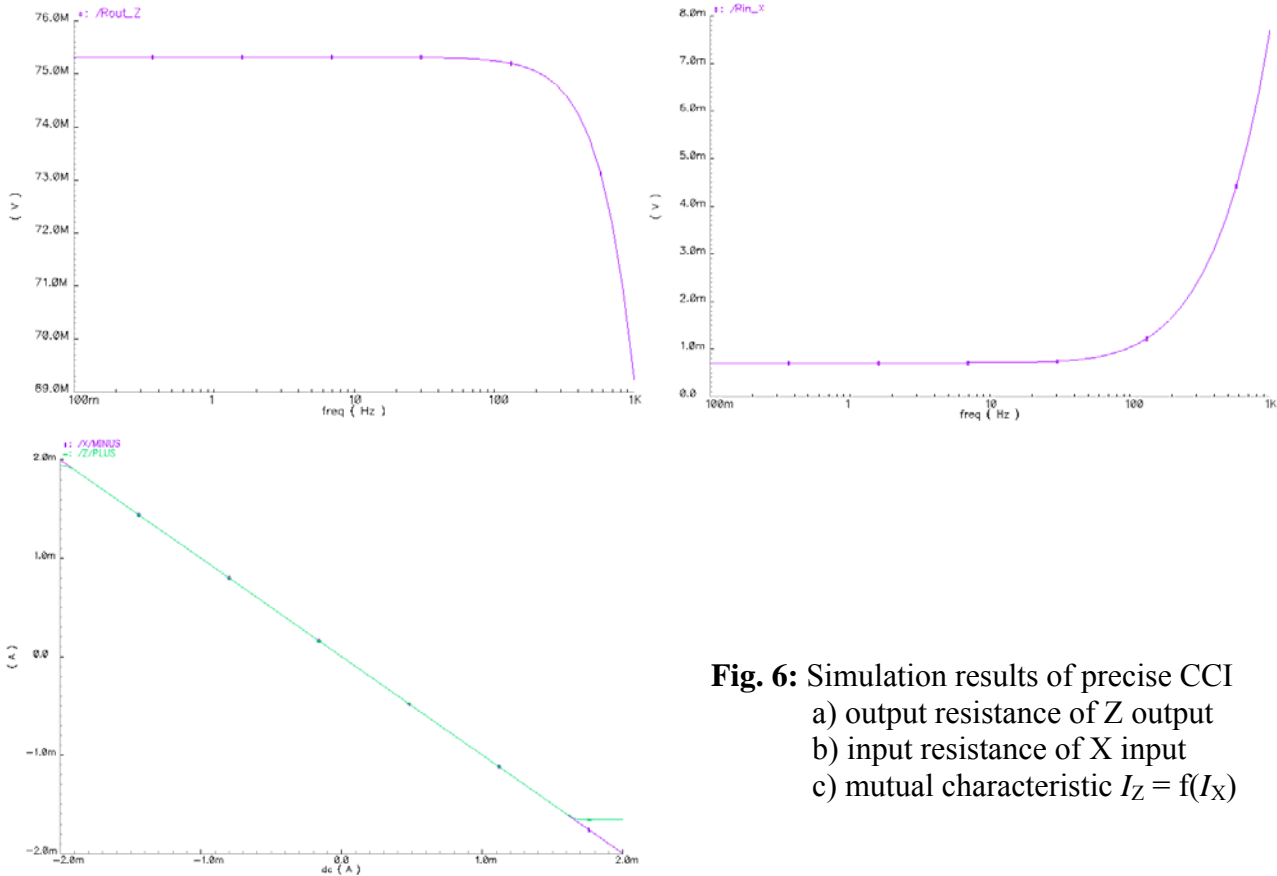 /Rout_Z
76.0M
75.0M
74.0M
73.0M
72.0M
71.0M
70.0M
69.0M
( V )
100m 1 10 100 1K
freq ( Hz )
/Rin_X
8.0m
7.0m
6.0m
5.0m
4.0m
3.0m
2.0m
1.0m
0.0
( V )
100m 1 10 100 1K
freq ( Hz )
/X/MINUS
/Z/PLUS
2.0m
1.0m
0.0
-1.0m
-2.0m
( A )
-2.0m -1.0m 0.0 1.0m 2.0m
dc ( A )
Fig. 6: Simulation results of precise CCI
a) output resistance of Z output
b) input resistance of X input
c) mutual characteristic IZ = f(IX)